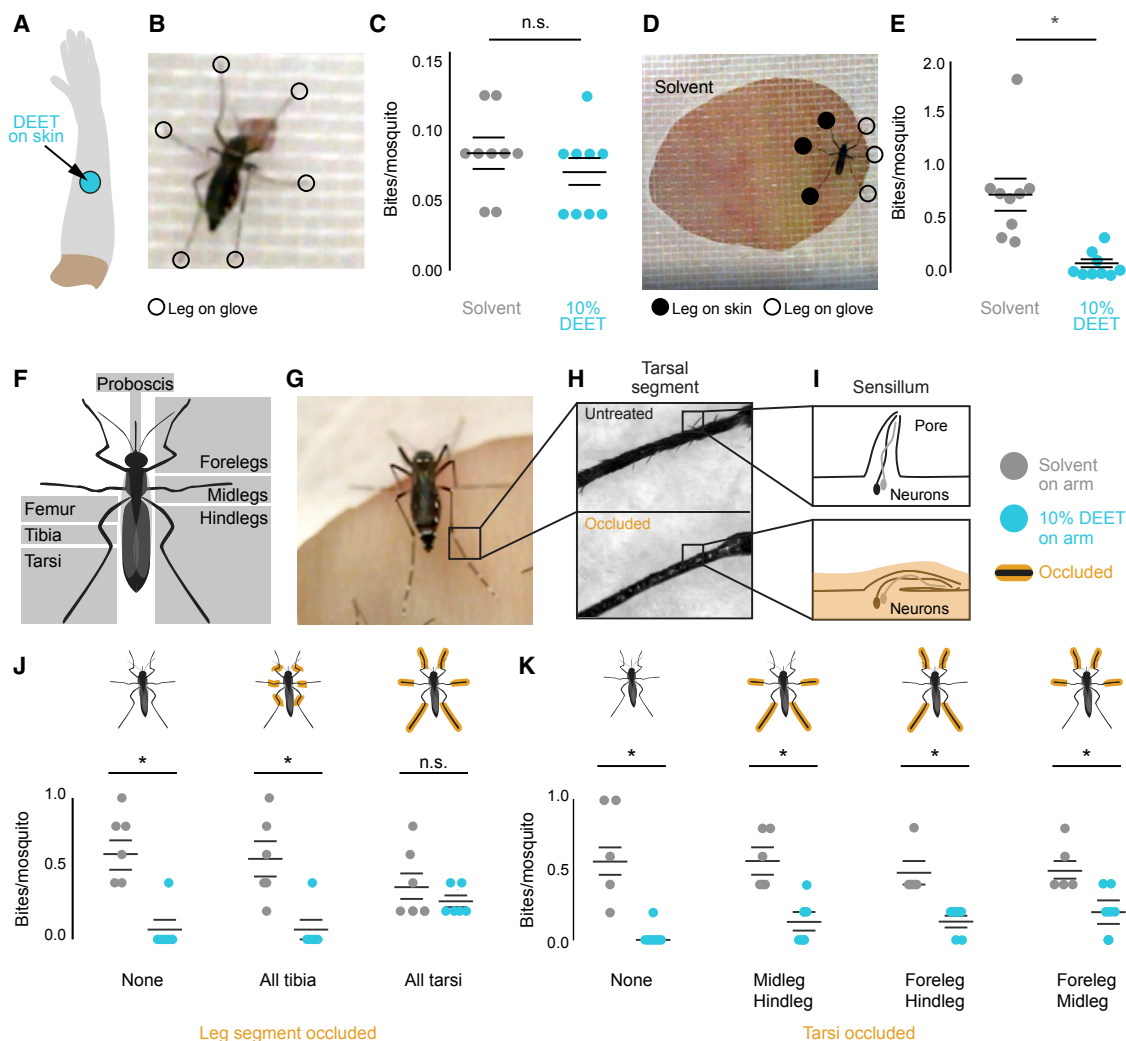 A
DEET
on skin
B
Leg on glove
C
n.s.
Bites/mosquito
0.15
0.10
0.05
0.00
Solvent
10%
DEET
D
Solvent
Leg on skin
Leg on glove
E
*
Bites/mosquito
2.0
1.5
1.0
0.5
0.0
Solvent
10%
DEET
F
Proboscis
Forelegs
Midlegs
Hindlegs
Femur
Tibia
Tarsi
G
H
Tarsal
segment
Untreated
Occluded
I
Sensillum
Pore
Neurons
Neurons
Solvent
on arm
10% DEET
on arm
Occluded
J
*
*
n.s.
Bites/mosquito
1.0
0.5
0.0
None
All tibia
All tarsi
Leg segment occluded
K
*
*
*
*
Bites/mosquito
1.0
0.5
0.0
None
Midleg
Hindleg
Foreleg
Hindleg
Foreleg
Midleg
Tarsi occluded